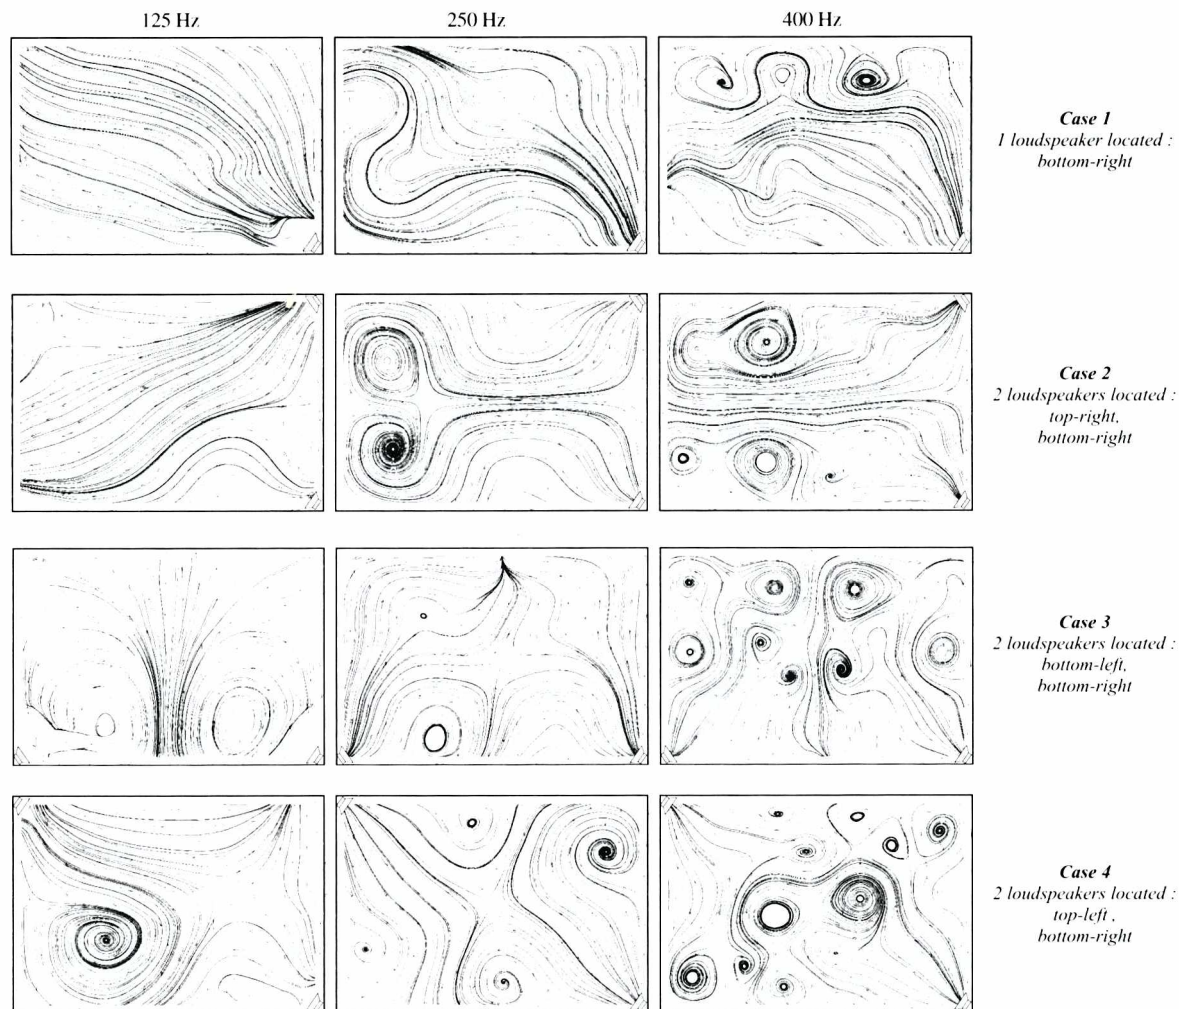 125 Hz
250 Hz
400 Hz
Case 1
1 loudspeaker located :
bottom-right
Case 2
2 loudspeakers located :
top-right,
bottom-right
Case 3
2 loudspeakers located :
bottom-left,
bottom-right
Case 4
2 loudspeakers located :
top-left ,
bottom-right